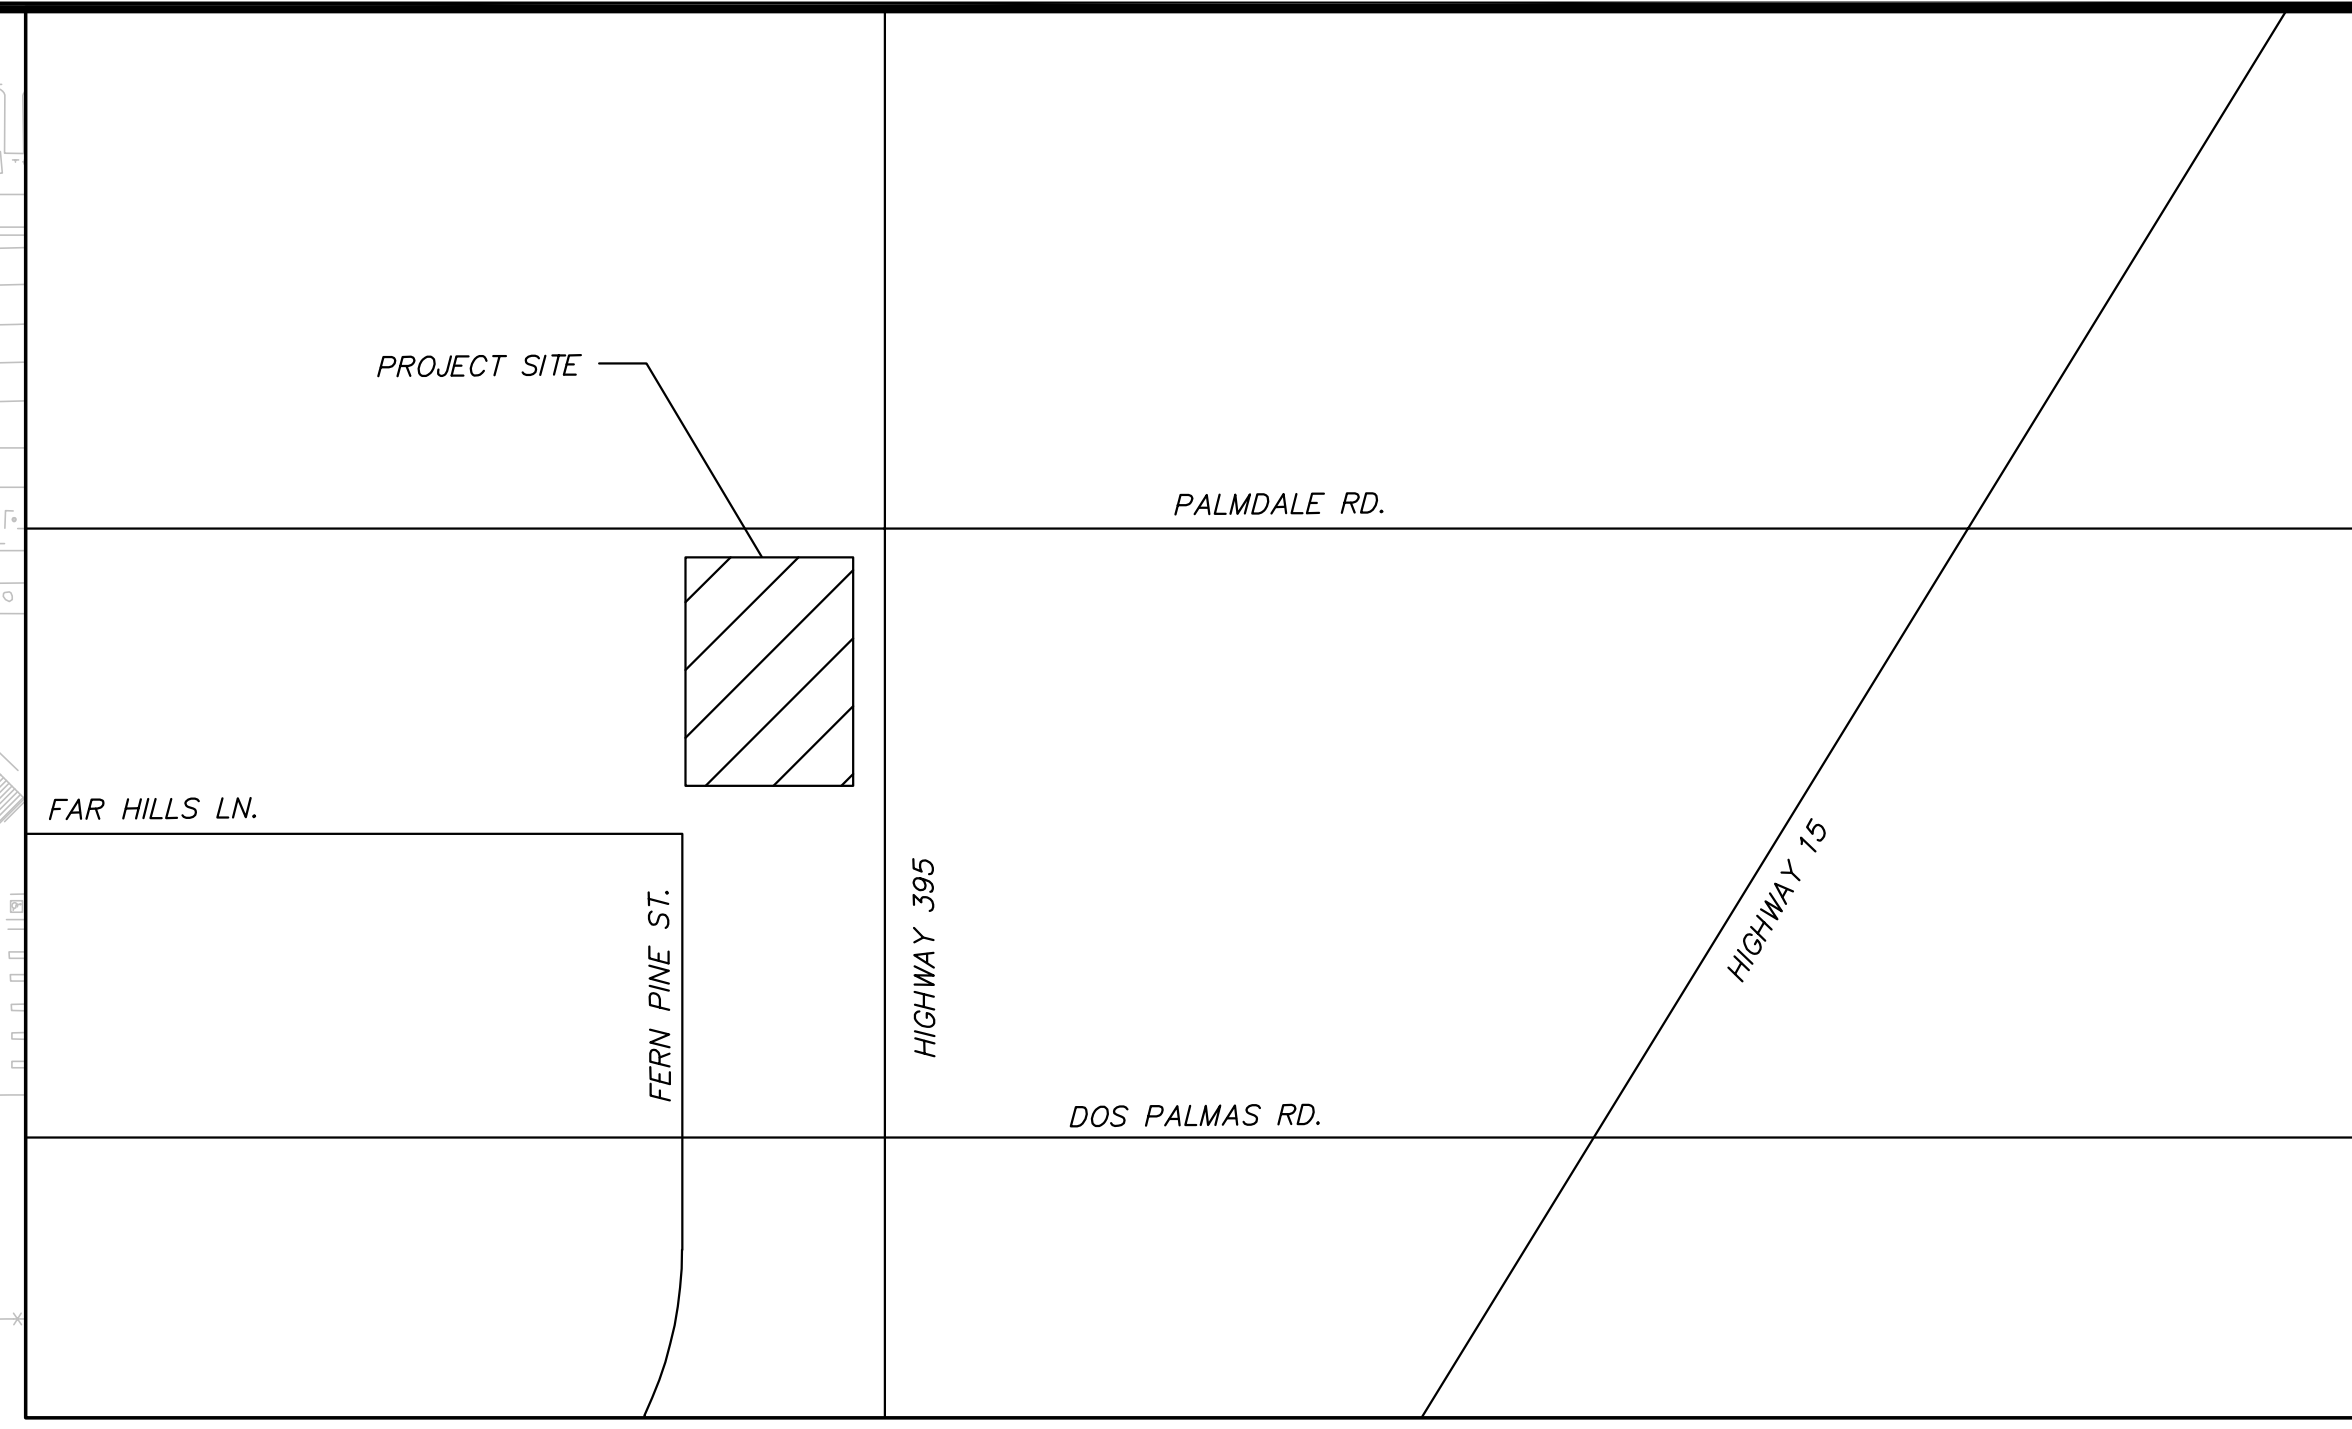 PROJECT SITE
PALMDALE RD.
FAR HILLS LN.
FERN PINE ST.
HIGHWAY 395
HIGHWAY 15
DOS PALMAS RD.